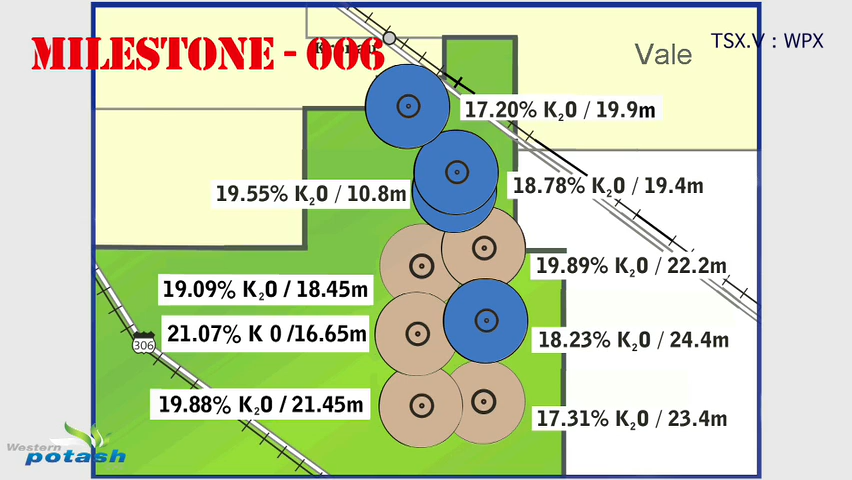 MILESTONE - 006
Kronau
Vale
TSX.V : WPX
17.20% K2O / 19.9m
19.55% K2O / 10.8m
18.78% K2O / 19.4m
19.89% K2O / 22.2m
19.09% K2O / 18.45m
21.07% K O /16.65m
18.23% K2O / 24.4m
306
19.88% K2O / 21.45m
17.31% K2O / 23.4m
Western
potash